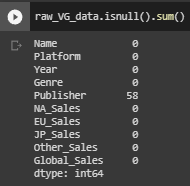 raw_VG_data.isnull().sum()
Name 0
Platform 0
Year 0
Genre 0
Publisher 58
NA_Sales 0
EU_Sales 0
JP_Sales 0
Other_Sales 0
Global_Sales 0
dtype: int64